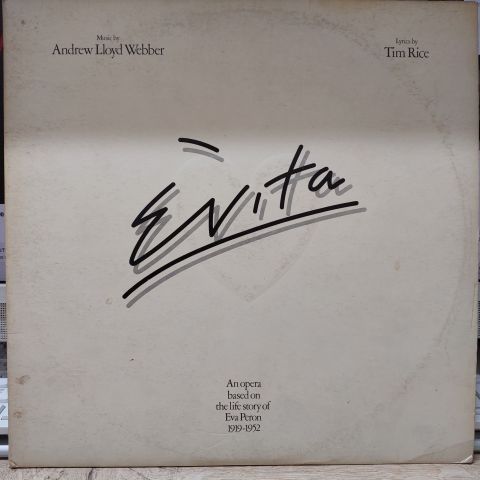 Music by
Andrew Lloyd Webber
Lyrics by
Tim Rice
Evita
An opera
based on
the life story of
Eva Peron
1919-1952